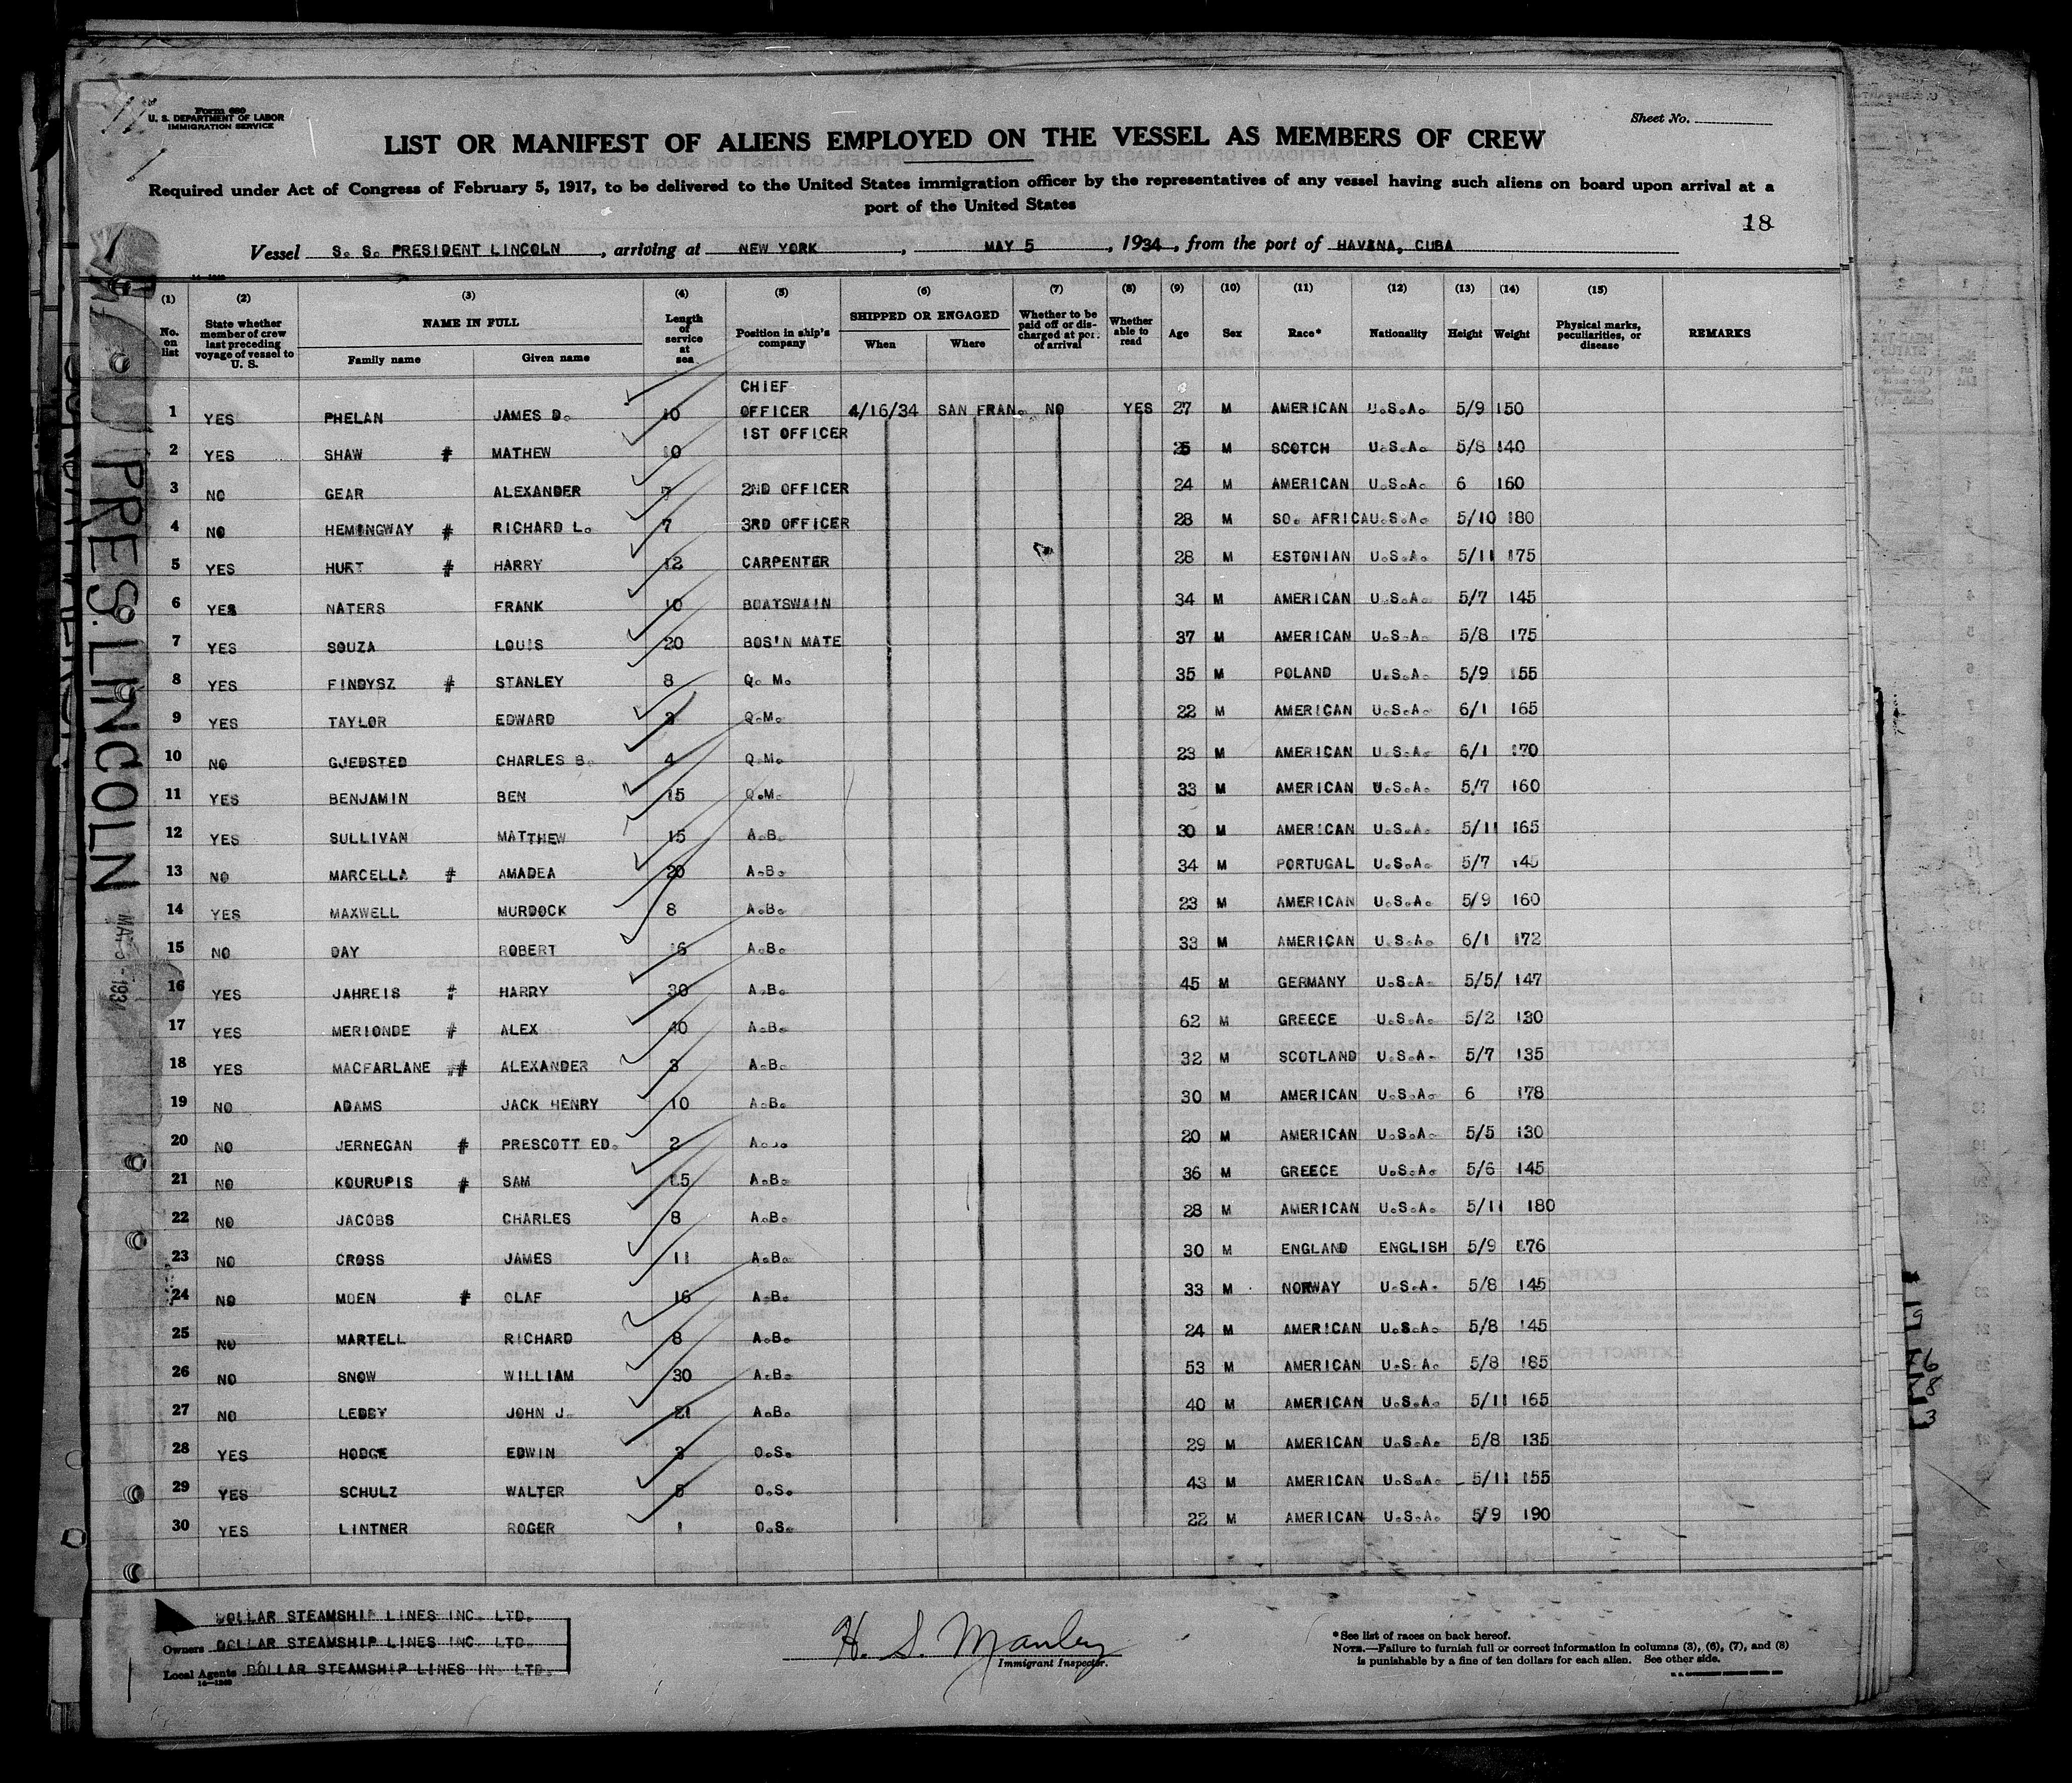 Form 680
U. S. DEPARTMENT OF LABOR
IMMIGRATION SERVICE
Sheet No.
LIST OR MANIFEST OF ALIENS EMPLOYED ON THE VESSEL AS MEMBERS OF CREW
Required under Act of Congress of February 5, 1917, to be delivered to the United States immigration officer by the representatives of any vessel having such aliens on board upon arrival at a
port of the United States
18
Vessel S. S. PRESIDENT LINCOLN, arriving at NEW YORK, MAY 5, 1934, from the port of HAVANA, CUBA
(1) (2) (3) (4) (5) (6) (7) (8) (9) (10) (11) (12) (13) (14) (15)
No. on list State whether member of crew last preceding voyage of vessel to U. S. NAME IN FULL Family name Given name Length of service at sea Position in ship's company SHIPPED OR ENGAGED When Where Whether to be paid off or discharged at port of arrival Whether able to read Age Sex Race* Nationality Height Weight Physical marks, peculiarities, or disease REMARKS
1 YES PHELAN JAMES D. 10 CHIEF OFFICER 4/16/34 SAN FRAN. NO YES 27 M AMERICAN U.S.A. 5/9 150
2 YES SHAW # MATHEW 10 1ST OFFICER 25 M SCOTCH U.S.A. 5/8 140
3 NO GEAR ALEXANDER 7 2ND OFFICER 24 M AMERICAN U.S.A. 6 160
4 NO HEMINGWAY # RICHARD L. 7 3RD OFFICER 28 M SO. AFRICA U.S.A. 5/10 180
5 YES HURT # HARRY 12 CARPENTER 28 M ESTONIAN U.S.A. 5/11 175
6 YES NATERS FRANK 10 BOATSWAIN 34 M AMERICAN U.S.A. 5/7 145
7 YES SOUZA LOUIS 20 BOS'N MATE 37 M AMERICAN U.S.A. 5/8 175
8 YES FINDYSZ # STANLEY 8 Q. M. 35 M POLAND U.S.A. 5/9 155
9 YES TAYLOR EDWARD 3 Q.M. 22 M AMERICAN U.S.A. 6/1 165
10 NO GJEDSTED CHARLES B. 4 Q.M. 23 M AMERICAN U.S.A. 6/1 170
11 YES BENJAMIN BEN 15 Q.M. 33 M AMERICAN U.S.A. 5/7 160
12 YES SULLIVAN MATTHEW 15 A.B. 30 M AMERICAN U.S.A. 5/11 165
13 NO MARCELLA # AMADEA 20 A.B. 34 M PORTUGAL U.S.A. 5/7 145
14 YES MAXWELL MURDOCK 8 A.B. 23 M AMERICAN U.S.A. 5/9 160
15 NO DAY ROBERT 16 A.B. 33 M AMERICAN U.S.A. 6/1 172
16 YES JAHREIS # HARRY 30 A.B. 45 M GERMANY U.S.A. 5/5/ 147
17 YES MERIONDE # ALEX 40 A.B. 62 M GREECE U.S.A. 5/2 130
18 YES MACFARLANE ## ALEXANDER 3 A.B. 32 M SCOTLAND U.S.A. 5/7 135
19 NO ADAMS JACK HENRY 10 A.B. 30 M AMERICAN U.S.A. 6 178
20 NO JERNEGAN # PRESCOTT ED. 2 20 M AMERICAN U.S.A. 5/5 130
21 NO KOURUPIS # SAM 15 A.B. 36 M GREECE U.S.A. 5/6 145
22 NO JACOBS CHARLES 8 A.B. 28 M AMERICAN U.S.A. 5/11 180
23 NO CROSS JAMES 11 A.B. 30 M ENGLAND ENGLISH 5/9 176
24 NO MOEN # OLAF 16 A.B. 33 M NORWAY U.S.A. 5/8 145
25 NO MARTELL RICHARD 8 A.B. 24 M AMERICAN U.S.A. 5/8 145
26 NO SNOW WILLIAM 30 A.B. 53 M AMERICAN U.S.A. 5/8 185
27 NO LEDDY JOHN J. 21 A.B. 40 M AMERICAN U.S.A. 5/11 165
28 YES HODGE EDWIN 3 O.S. 29 M AMERICAN U.S.A. 5/8 135
29 YES SCHULZ WALTER 5 O.S. 43 M AMERICAN U.S.A. 5/11 155
30 YES LINTNER ROGER 1 O.S. 22 M AMERICAN U.S.A. 5/9 190
PRES. LINCOLN
MAY 5 - 1934
DOLLAR STEAMSHIP LINES INC. LTD.
Owners DOLLAR STEAMSHIP LINES INC. LTD.
Local Agents DOLLAR STEAMSHIP LINES IN. LTD.
14—1240
H. S. Manley
Immigrant Inspector.
*See list of races on back hereof.
NOTE.—Failure to furnish full or correct information in columns (3), (6), (7), and (8)
is punishable by a fine of ten dollars for each alien. See other side.